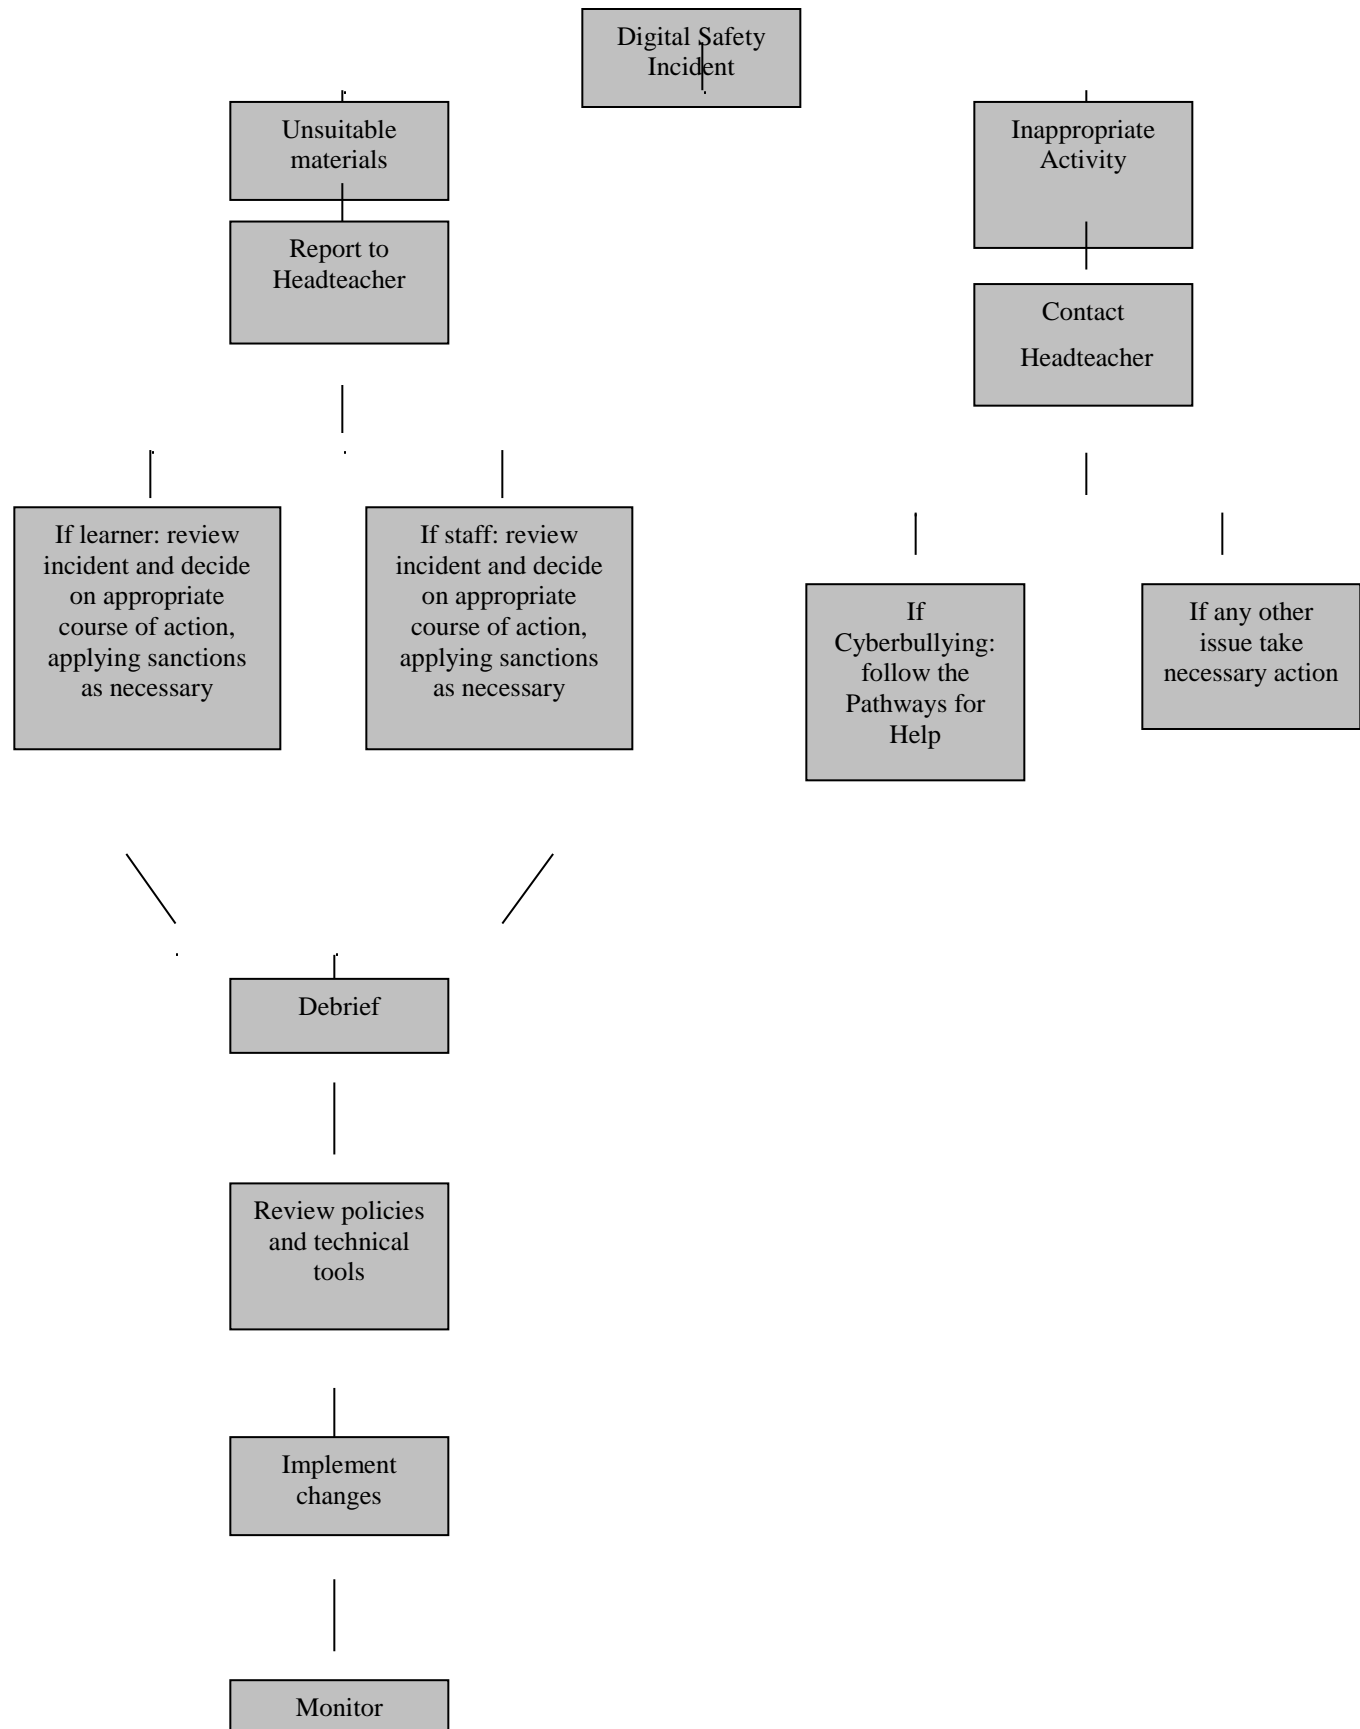 Digital Safety
Incident
Unsuitable
materials
Inappropriate
Activity
Report to
Headteacher
Contact
Headteacher
If learner: review
incident and decide
on appropriate
course of action,
applying sanctions
as necessary
If staff: review
incident and decide
on appropriate
course of action,
applying sanctions
as necessary
If
Cyberbullying:
follow the
Pathways for
Help
If any other
issue take
necessary action
Debrief
Review policies
and technical
tools
Implement
changes
Monitor